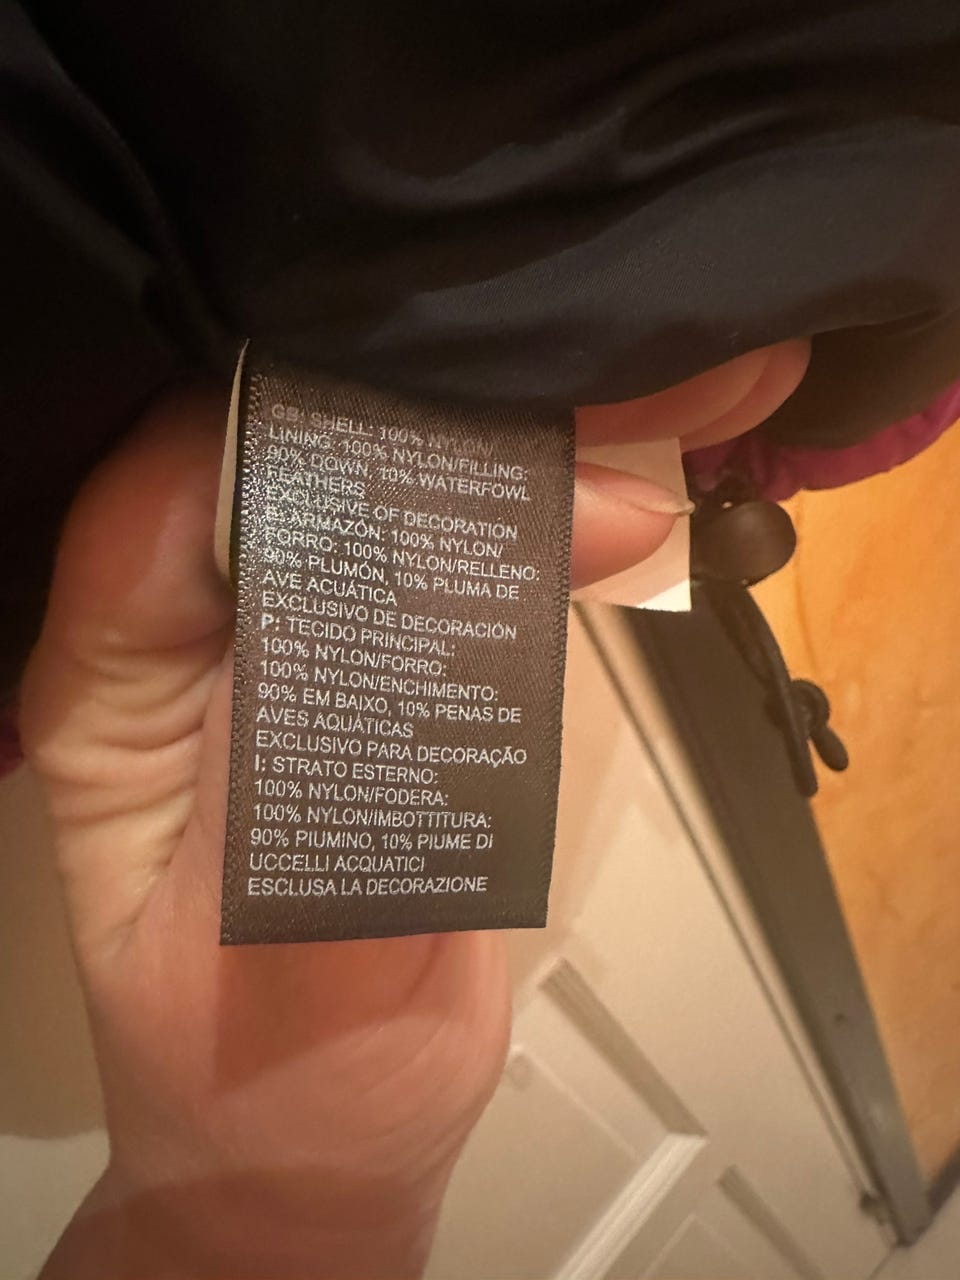 GB: SHELL: 100% NYLON/
LINING: 100% NYLON/FILLING:
90% DOWN, 10% WATERFOWL
FEATHERS
EXCLUSIVE OF DECORATION
E: ARMAZÓN: 100% NYLON/
FORRO: 100% NYLON/RELLENO:
90% PLUMÓN, 10% PLUMA DE
AVE ACUÁTICA
EXCLUSIVO DE DECORACIÓN
P: TECIDO PRINCIPAL:
100% NYLON/FORRO:
100% NYLON/ENCHIMENTO:
90% EM BAIXO, 10% PENAS DE
AVES AQUÁTICAS
EXCLUSIVO PARA DECORAÇÃO
I: STRATO ESTERNO:
100% NYLON/FODERA:
100% NYLON/IMBOTTITURA:
90% PIUMINO, 10% PIUME DI
UCCELLI ACQUATICI
ESCLUSA LA DECORAZIONE